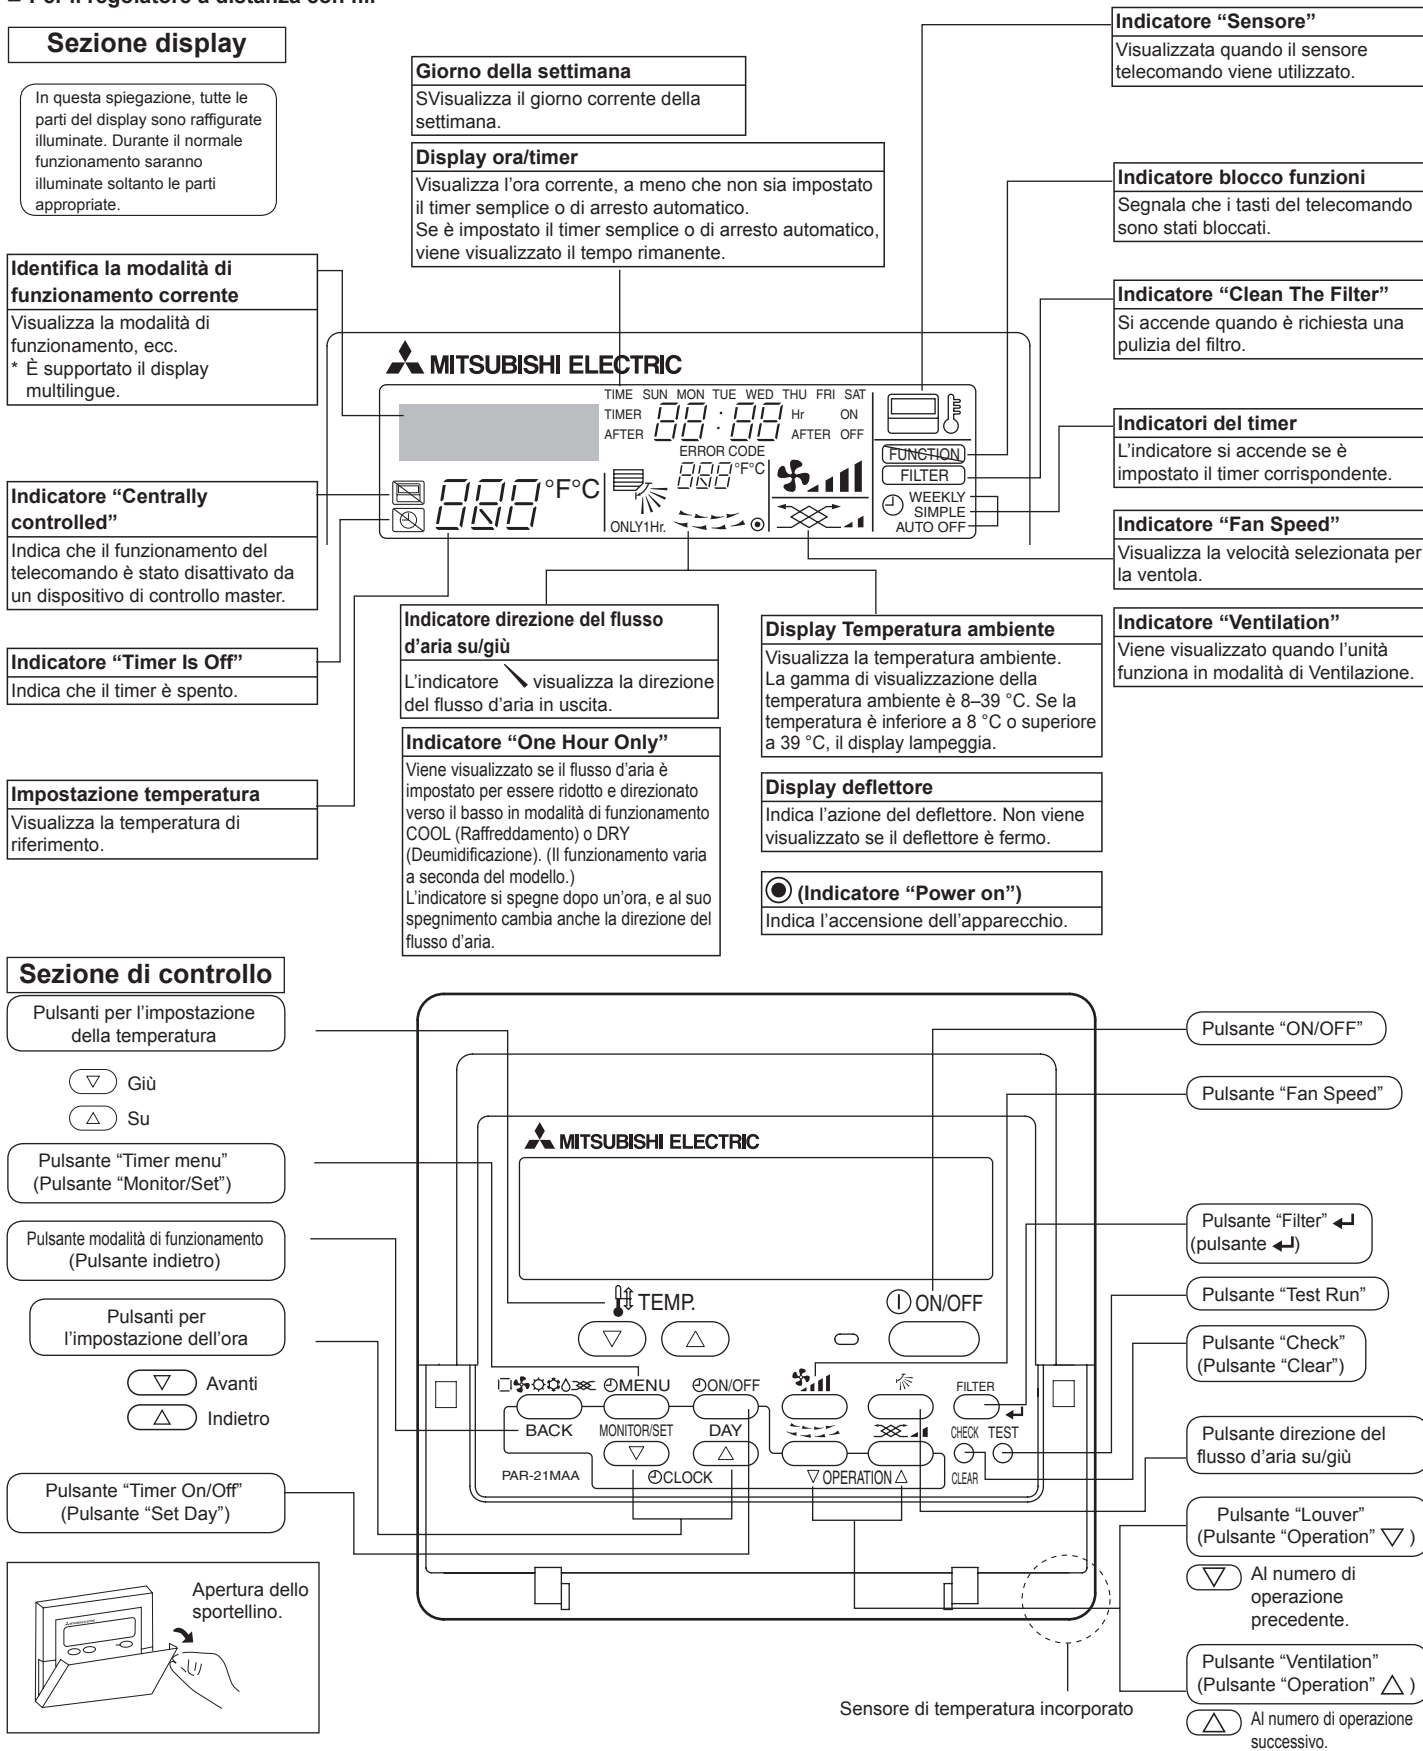 Sezione display
In questa spiegazione, tutte le
parti del display sono raffigurate
illuminate. Durante il normale
funzionamento saranno
illuminate soltanto le parti
appropriate.
Giorno della settimana
SVisualizza il giorno corrente della
settimana.
Display ora/timer
Visualizza l'ora corrente, a meno che non sia impostato
il timer semplice o di arresto automatico.
Se è impostato il timer semplice o di arresto automatico,
viene visualizzato il tempo rimanente.
Indicatore “Sensore”
Visualizzata quando il sensore
telecomando viene utilizzato.
Indicatore blocco funzioni
Segnala che i tasti del telecomando
sono stati bloccati.
Indicatore “Clean The Filter”
Si accende quando è richiesta una
pulizia del filtro.
Indicatori del timer
L'indicatore si accende se è
impostato il timer corrispondente.
Indicatore “Fan Speed”
Visualizza la velocità selezionata per
la ventola.
Indicatore “Ventilation”
Viene visualizzato quando l'unità
funziona in modalità di Ventilazione.
Identifica la modalità di
funzionamento corrente
Visualizza la modalità di
funzionamento, ecc.
* È supportato il display
multilingue.
Indicatore “Centrally
controlled”
Indica che il funzionamento del
telecomando è stato disattivato da
un dispositivo di controllo master.
Indicatore “Timer Is Off”
Indica che il timer è spento.
Impostazione temperatura
Visualizza la temperatura di
riferimento.
MITSUBISHI ELECTRIC
TIME SUN MON TUE WED THU FRI SAT
TIMER 88:88 Hr ON
AFTER AFTER OFF
ERROR CODE
°F°C
°F°C
ONLY1Hr.
FUNCTION
FILTER
WEEKLY
SIMPLE
AUTO OFF
Indicatore direzione del flusso
d'aria su/giù
L'indicatore visualizza la direzione
del flusso d'aria in uscita.
Indicatore “One Hour Only”
Viene visualizzato se il flusso d'aria è
impostato per essere ridotto e direzionato
verso il basso in modalità di funzionamento
COOL (Raffreddamento) o DRY
(Deumidificazione). (Il funzionamento varia
a seconda del modello.)
L'indicatore si spegne dopo un'ora, e al suo
spegnimento cambia anche la direzione del
flusso d'aria.
Display Temperatura ambiente
Visualizza la temperatura ambiente.
La gamma di visualizzazione della
temperatura ambiente è 8–39 °C. Se la
temperatura è inferiore a 8 °C o superiore
a 39 °C, il display lampeggia.
Display deflettore
Indica l'azione del deflettore. Non viene
visualizzato se il deflettore è fermo.
(Indicatore “Power on”)
Indica l'accensione dell'apparecchio.
Sezione di controllo
Pulsanti per l'impostazione
della temperatura
▽ Giù
△ Su
Pulsante “Timer menu”
(Pulsante “Monitor/Set”)
Pulsante modalità di funzionamento
(Pulsante indietro)
Pulsanti per
l'impostazione dell'ora
▽ Avanti
△ Indietro
Pulsante “Timer On/Off”
(Pulsante “Set Day”)
Apertura dello
sportellino.
MITSUBISHI ELECTRIC
TEMP.
ON/OFF
▽ △
MENU ON/OFF
FILTER
BACK MONITOR/SET DAY
CHECK TEST
▽ △
PAR-21MAA CLOCK ▽ OPERATION △ CLEAR
Sensore di temperatura incorporato
Pulsante “ON/OFF”
Pulsante “Fan Speed”
Pulsante “Filter” ↵
(pulsante ↵)
Pulsante “Test Run”
Pulsante “Check”
(Pulsante “Clear”)
Pulsante direzione del
flusso d'aria su/giù
Pulsante “Louver”
(Pulsante “Operation” ▽ )
▽ Al numero di
operazione
precedente.
Pulsante “Ventilation”
(Pulsante “Operation” △ )
△ Al numero di operazione
successivo.